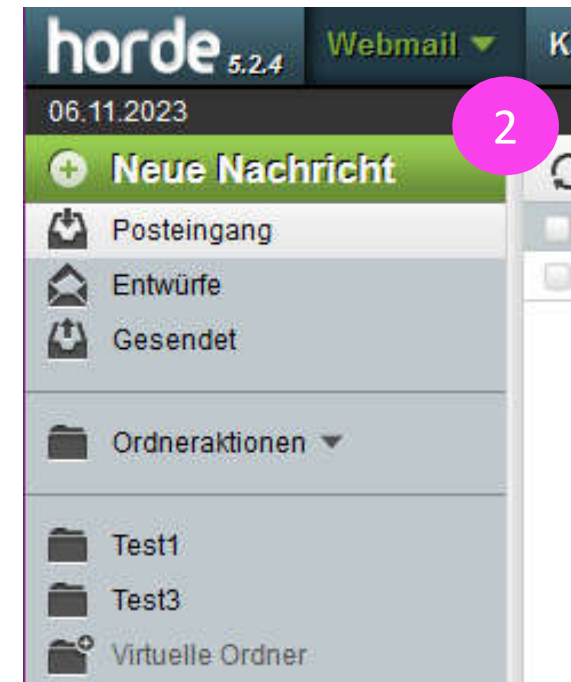 horde 5.2.4 Webmail K
06.11.2023
2
Neue Nachricht
Posteingang
Entwürfe
Gesendet
Ordneraktionen
Test1
Test3
Virtuelle Ordner